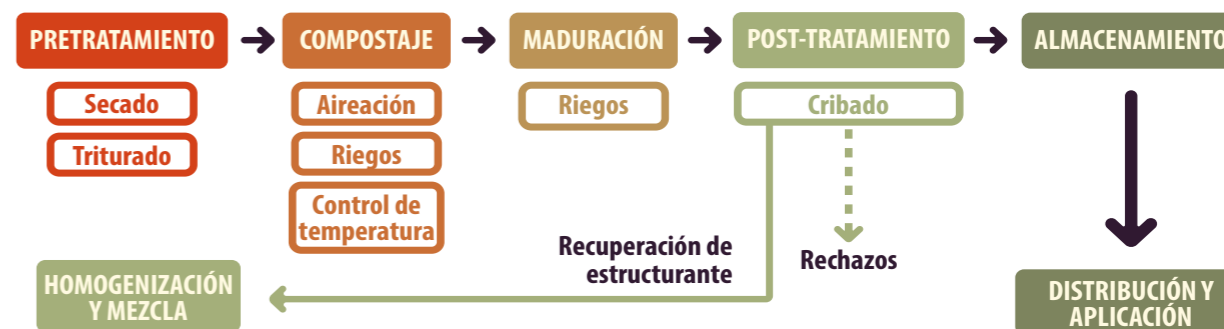 PRETRATAMIENTO
COMPOSTAJE
MADURACIÓN
POST-TRATAMIENTO
ALMACENAMIENTO
Secado
Aireación
Riegos
Cribado
Triturado
Riegos
Control de
temperatura
Recuperación de
estructurante
Rechazos
HOMOGENIZACIÓN
Y MEZCLA
DISTRIBUCIÓN Y
APLICACIÓN